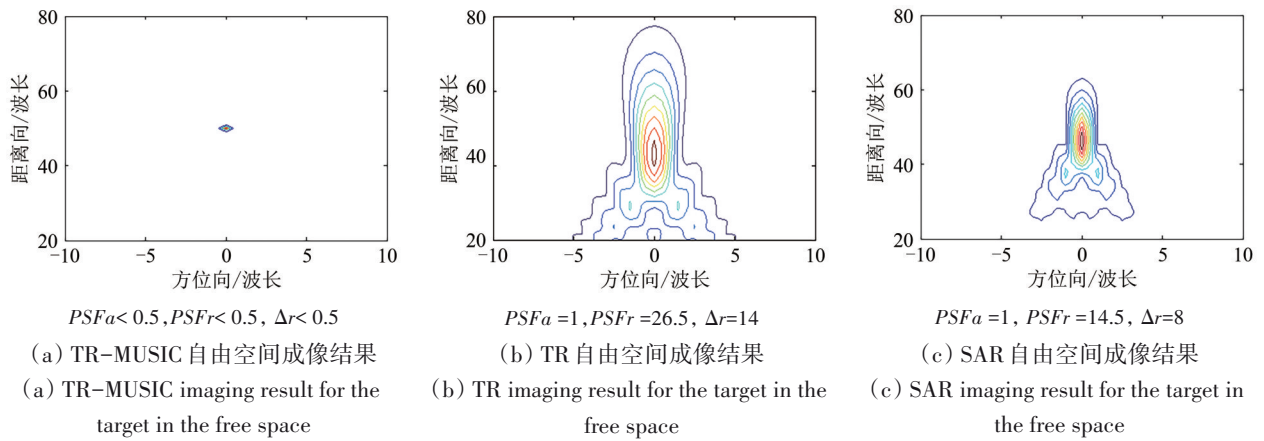 80
60
40
20
距离向/波长
−10
−5
0
5
10
方位向/波长
PSFa< 0.5,PSFr< 0.5, Δr< 0.5
(a) TR−MUSIC 自由空间成像结果
(a) TR−MUSIC imaging result for the
target in the free space
80
60
40
20
距离向/波长
−10
−5
0
5
10
方位向/波长
PSFa =1, PSFr =26.5, Δr=14
(b) TR 自由空间成像结果
(b) TR imaging result for the target in the
free space
80
60
40
20
距离向/波长
−10
−5
0
5
10
方位向/波长
PSFa =1, PSFr =14.5, Δr=8
(c) SAR 自由空间成像结果
(c) SAR imaging result for the target in
the free space